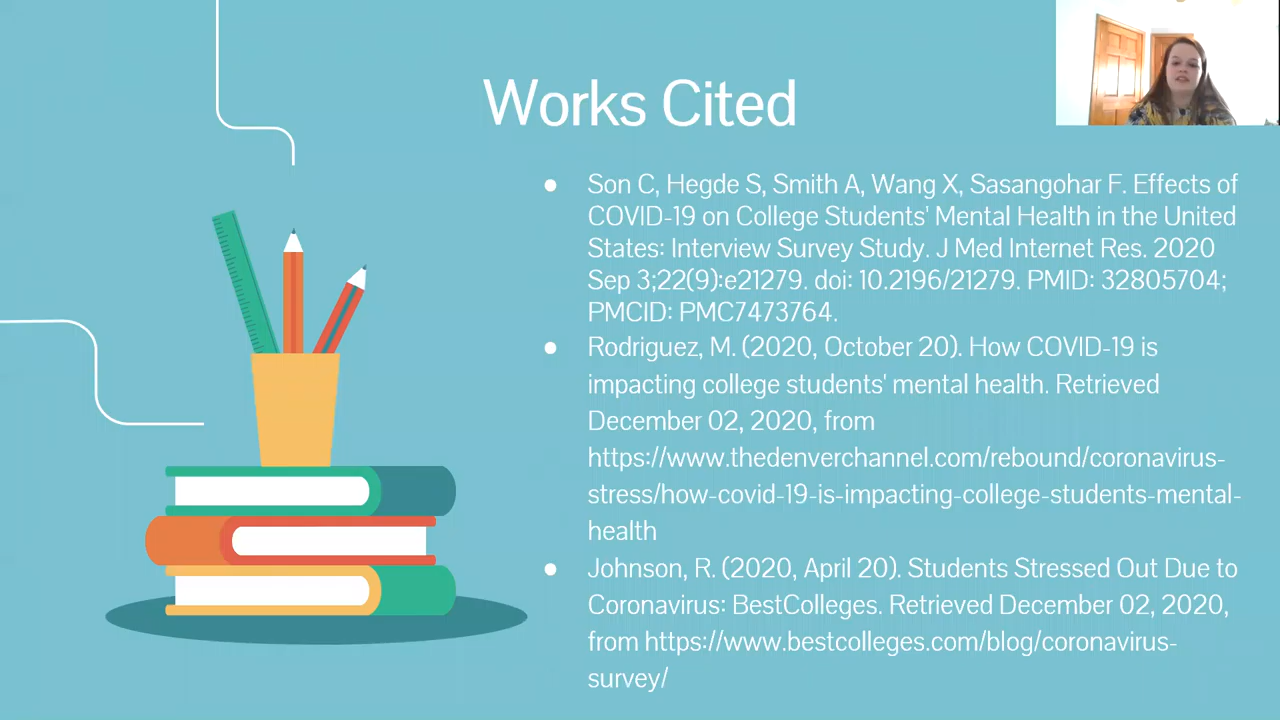 Works Cited
● Son C, Hegde S, Smith A, Wang X, Sasangohar F. Effects of
COVID-19 on College Students' Mental Health in the United
States: Interview Survey Study. J Med Internet Res. 2020
Sep 3;22(9):e21279. doi: 10.2196/21279. PMID: 32805704;
PMCID: PMC7473764.
● Rodriguez, M. (2020, October 20). How COVID-19 is
impacting college students' mental health. Retrieved
December 02, 2020, from
https://www.thedenverchannel.com/rebound/coronavirus-
stress/how-covid-19-is-impacting-college-students-mental-
health
● Johnson, R. (2020, April 20). Students Stressed Out Due to
Coronavirus: BestColleges. Retrieved December 02, 2020,
from https://www.bestcolleges.com/blog/coronavirus-
survey/